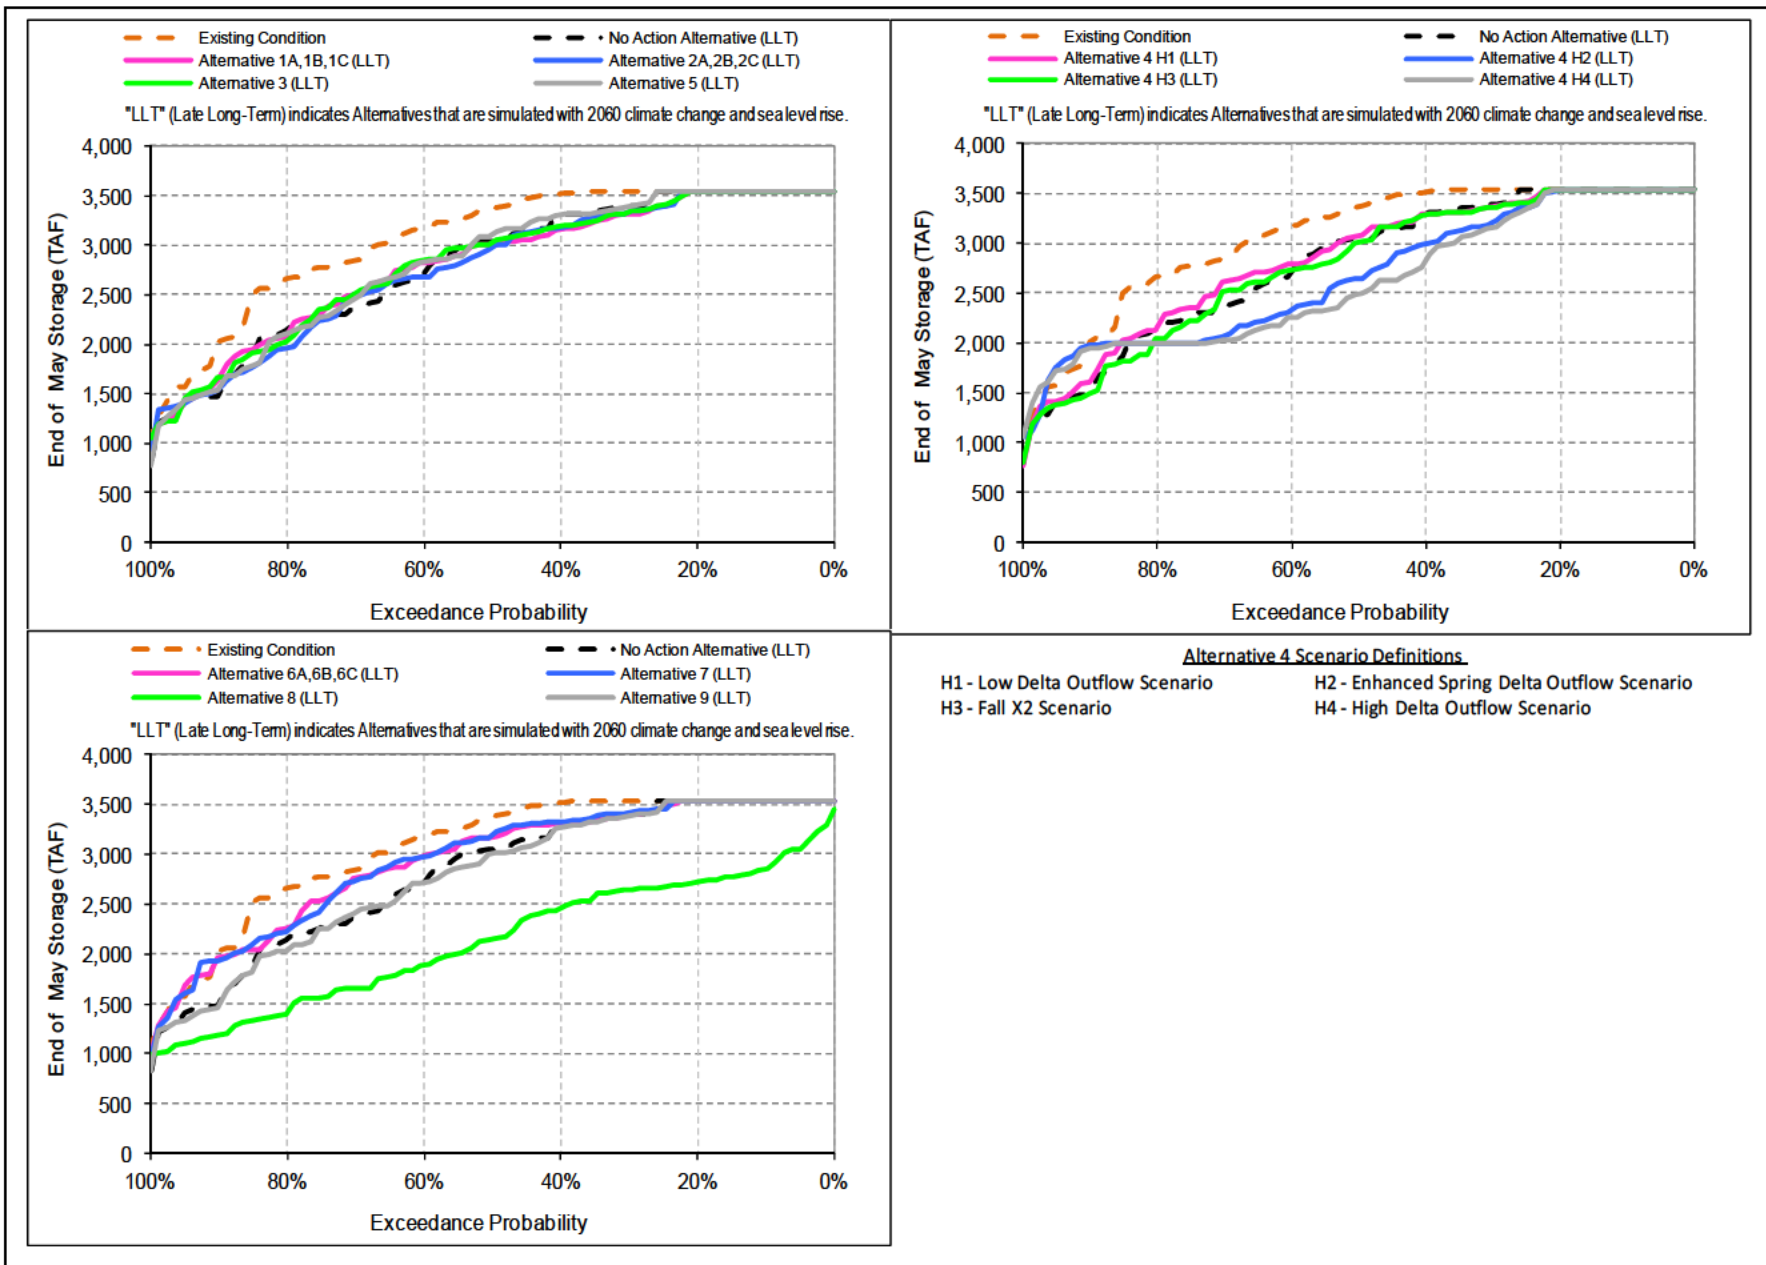 Existing Condition
No Action Alternative (LLT)
Alternative 1A,1B,1C (LLT)
Alternative 2A,2B,2C (LLT)
Alternative 3 (LLT)
Alternative 5 (LLT)
"LLT" (Late Long-Term) indicates Alternatives that are simulated with 2060 climate change and sea level rise.
End of May Storage (TAF)
4,000
3,500
3,000
2,500
2,000
1,500
1,000
500
0
100% 80% 60% 40% 20% 0%
Exceedance Probability
Existing Condition
No Action Alternative (LLT)
Alternative 4 H1 (LLT)
Alternative 4 H2 (LLT)
Alternative 4 H3 (LLT)
Alternative 4 H4 (LLT)
"LLT" (Late Long-Term) indicates Alternatives that are simulated with 2060 climate change and sea level rise.
End of May Storage (TAF)
4,000
3,500
3,000
2,500
2,000
1,500
1,000
500
0
100% 80% 60% 40% 20% 0%
Exceedance Probability
Existing Condition
No Action Alternative (LLT)
Alternative 6A,6B,6C (LLT)
Alternative 7 (LLT)
Alternative 8 (LLT)
Alternative 9 (LLT)
"LLT" (Late Long-Term) indicates Alternatives that are simulated with 2060 climate change and sea level rise.
End of May Storage (TAF)
4,000
3,500
3,000
2,500
2,000
1,500
1,000
500
0
100% 80% 60% 40% 20% 0%
Exceedance Probability
Alternative 4 Scenario Definitions
H1 - Low Delta Outflow Scenario
H2 - Enhanced Spring Delta Outflow Scenario
H3 - Fall X2 Scenario
H4 - High Delta Outflow Scenario